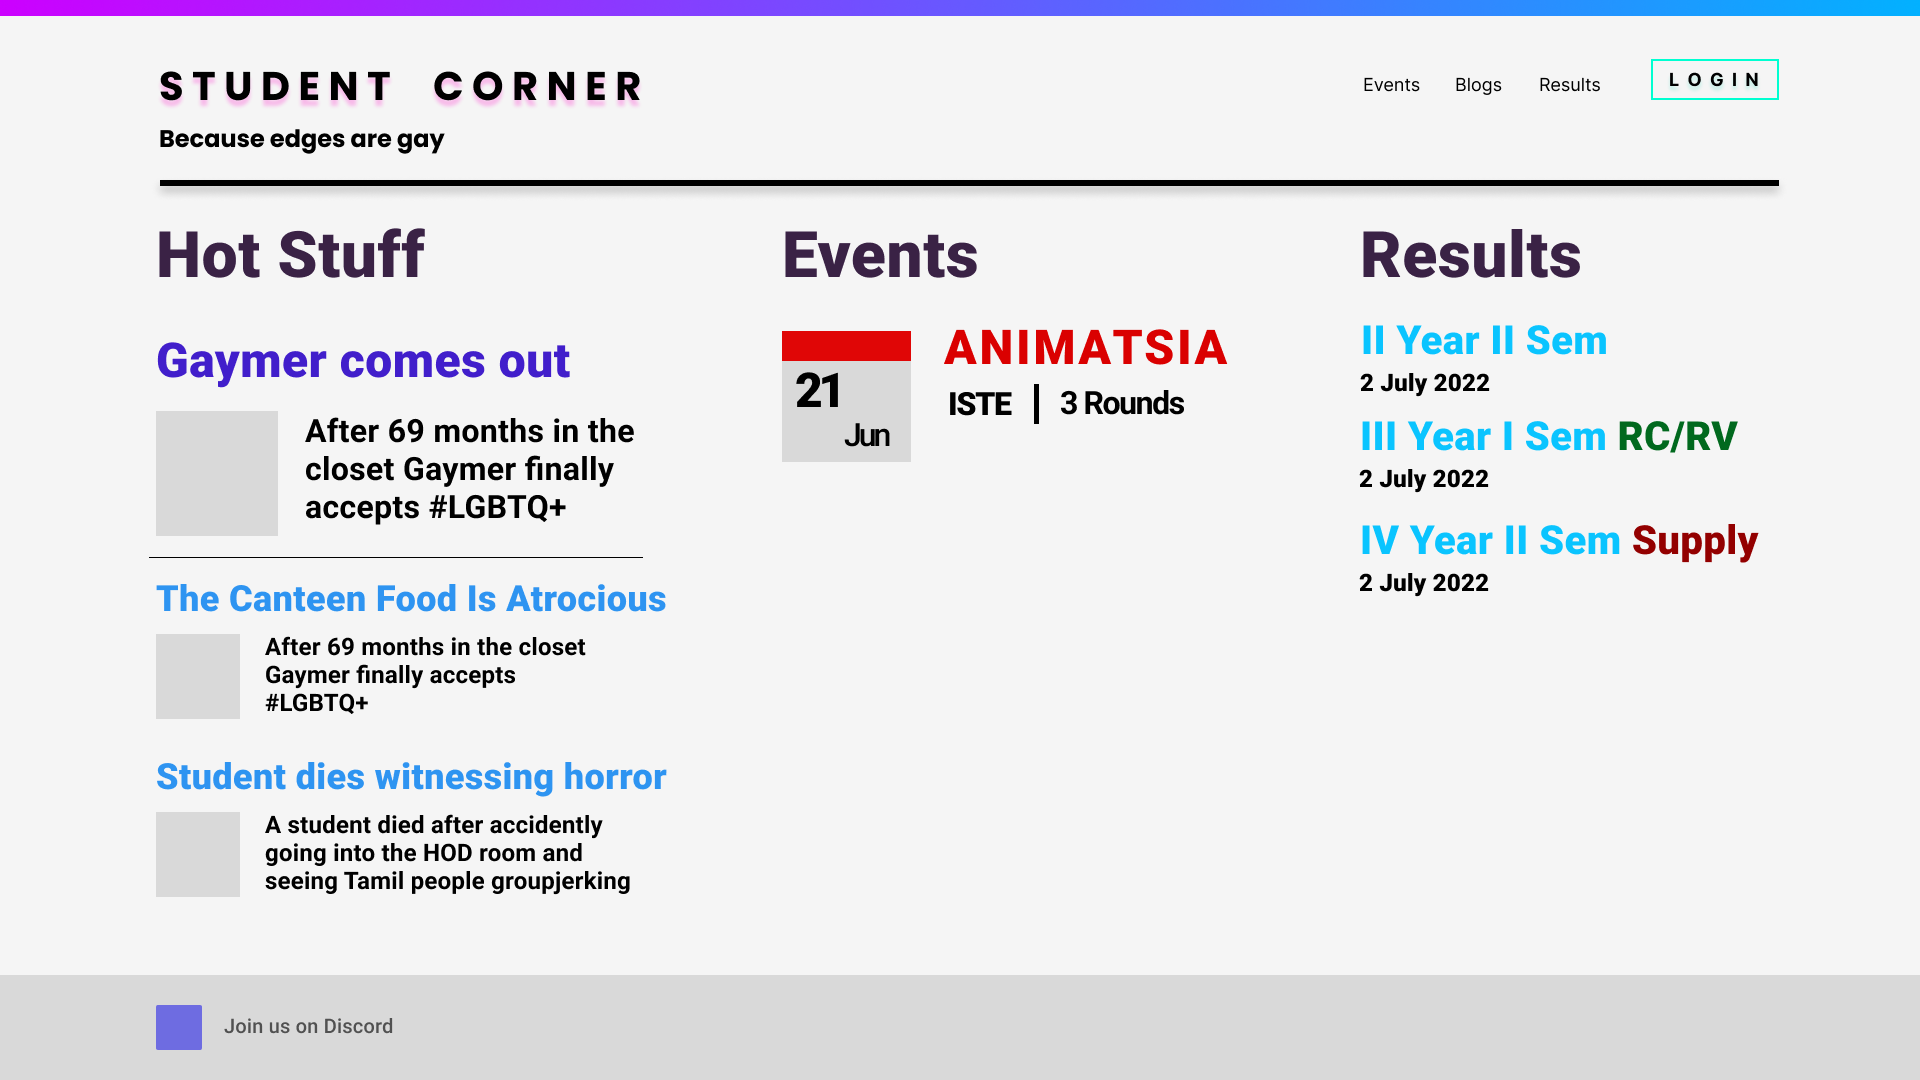 STUDENT CORNER
Because edges are gay
Events
Blogs
Results
LOGIN
Hot Stuff
Gaymer comes out
After 69 months in the
closet Gaymer finally
accepts #LGBTQ+
The Canteen Food Is Atrocious
After 69 months in the closet
Gaymer finally accepts
#LGBTQ+
Student dies witnessing horror
A student died after accidently
going into the HOD room and
seeing Tamil people groupjerking
Events
21
Jun
ANIMATSIA
ISTE | 3 Rounds
Results
II Year II Sem
2 July 2022
III Year I Sem RC/RV
2 July 2022
IV Year II Sem Supply
2 July 2022
Join us on Discord